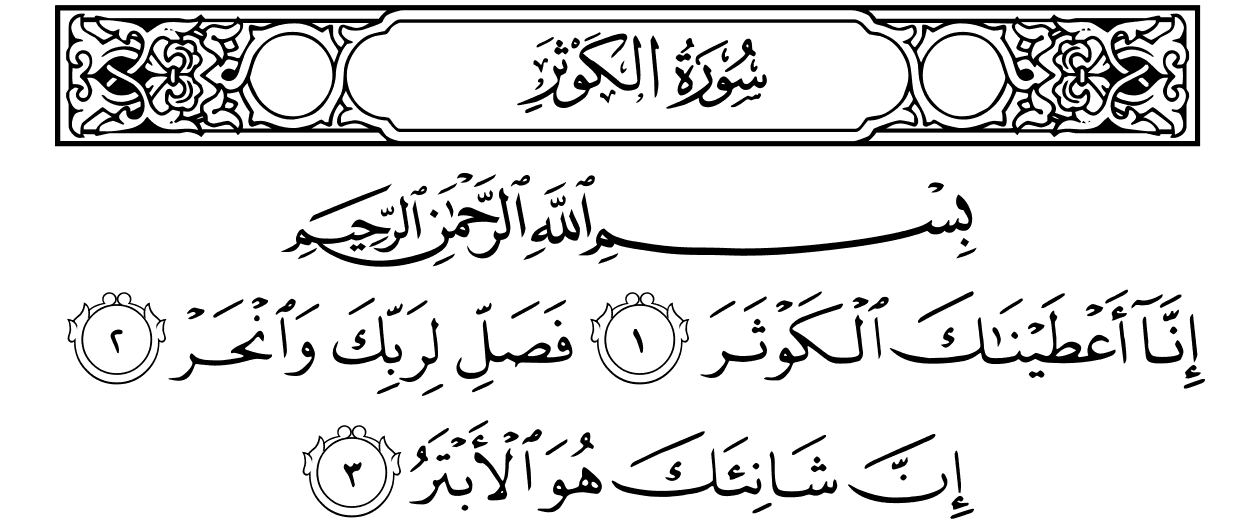 سُورَةُ الكَوْثَرِ
بِسْمِ ٱللَّهِ ٱلرَّحْمَٰنِ ٱلرَّحِيمِ
إِنَّآ أَعْطَيْنَٰكَ ٱلْكَوْثَرَ ١ فَصَلِّ لِرَبِّكَ وَٱنْحَرْ ٢
إِنَّ شَانِئَكَ هُوَ ٱلْأَبْتَرُ ٣